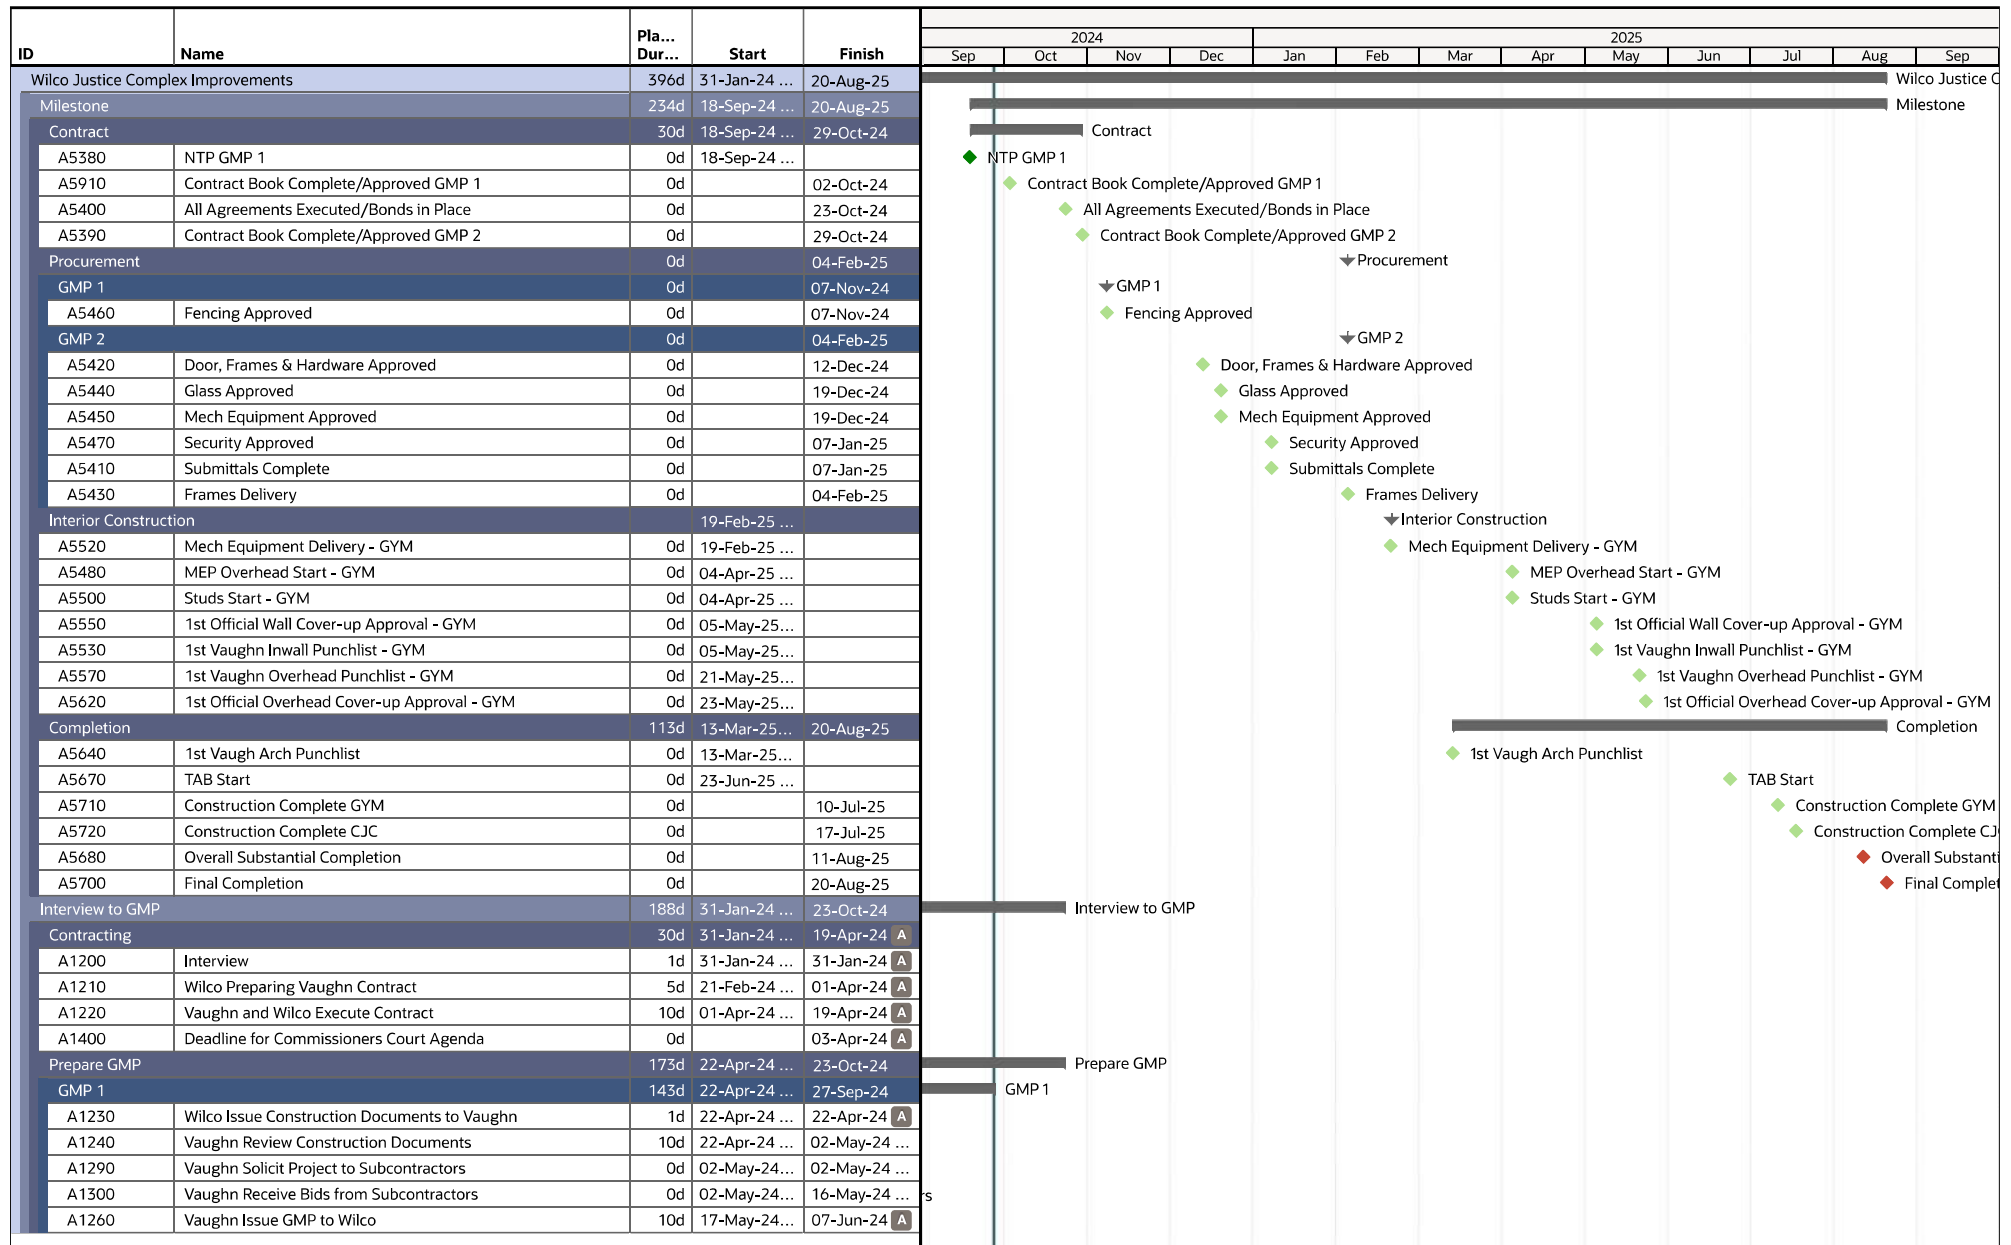 2024 2025
Pla...
ID Name Dur... Start Finish Sep Oct Nov Dec Jan Feb Mar Apr May Jun Jul Aug Sep
Wilco Justice Complex Improvements 396d 31-Jan-24 ... 20-Aug-25 Wilco Justice C
Milestone 234d 18-Sep-24 ... 20-Aug-25 Milestone
Contract 30d 18-Sep-24 ... 29-Oct-24 Contract
A5380 NTP GMP 1 0d 18-Sep-24 ... NTP GMP 1
A5910 Contract Book Complete/Approved GMP 1 0d 02-Oct-24 Contract Book Complete/Approved GMP 1
A5400 All Agreements Executed/Bonds in Place 0d 23-Oct-24 All Agreements Executed/Bonds in Place
A5390 Contract Book Complete/Approved GMP 2 0d 29-Oct-24 Contract Book Complete/Approved GMP 2
Procurement 0d 04-Feb-25 Procurement
GMP 1 0d 07-Nov-24 GMP 1
A5460 Fencing Approved 0d 07-Nov-24 Fencing Approved
GMP 2 0d 04-Feb-25 GMP 2
A5420 Door, Frames & Hardware Approved 0d 12-Dec-24 Door, Frames & Hardware Approved
A5440 Glass Approved 0d 19-Dec-24 Glass Approved
A5450 Mech Equipment Approved 0d 19-Dec-24 Mech Equipment Approved
A5470 Security Approved 0d 07-Jan-25 Security Approved
A5410 Submittals Complete 0d 07-Jan-25 Submittals Complete
A5430 Frames Delivery 0d 04-Feb-25 Frames Delivery
Interior Construction 19-Feb-25 ... Interior Construction
A5520 Mech Equipment Delivery - GYM 0d 19-Feb-25 ... Mech Equipment Delivery - GYM
A5480 MEP Overhead Start - GYM 0d 04-Apr-25 ... MEP Overhead Start - GYM
A5500 Studs Start - GYM 0d 04-Apr-25 ... Studs Start - GYM
A5550 1st Official Wall Cover-up Approval - GYM 0d 05-May-25... 1st Official Wall Cover-up Approval - GYM
A5530 1st Vaughn Inwall Punchlist - GYM 0d 05-May-25... 1st Vaughn Inwall Punchlist - GYM
A5570 1st Vaughn Overhead Punchlist - GYM 0d 21-May-25... 1st Vaughn Overhead Punchlist - GYM
A5620 1st Official Overhead Cover-up Approval - GYM 0d 23-May-25... 1st Official Overhead Cover-up Approval - GYM
Completion 113d 13-Mar-25... 20-Aug-25 Completion
A5640 1st Vaugh Arch Punchlist 0d 13-Mar-25... 1st Vaugh Arch Punchlist
A5670 TAB Start 0d 23-Jun-25 ... TAB Start
A5710 Construction Complete GYM 0d 10-Jul-25 Construction Complete GYM
A5720 Construction Complete CJC 0d 17-Jul-25 Construction Complete CJ
A5680 Overall Substantial Completion 0d 11-Aug-25 Overall Substanti
A5700 Final Completion 0d 20-Aug-25 Final Complet
Interview to GMP 188d 31-Jan-24 ... 23-Oct-24 Interview to GMP
Contracting 30d 31-Jan-24 ... 19-Apr-24 A
A1200 Interview 1d 31-Jan-24 ... 31-Jan-24 A
A1210 Wilco Preparing Vaughn Contract 5d 21-Feb-24 ... 01-Apr-24 A
A1220 Vaughn and Wilco Execute Contract 10d 01-Apr-24 ... 19-Apr-24 A
A1400 Deadline for Commissioners Court Agenda 0d 03-Apr-24 A
Prepare GMP 173d 22-Apr-24 ... 23-Oct-24 Prepare GMP
GMP 1 143d 22-Apr-24 ... 27-Sep-24 GMP 1
A1230 Wilco Issue Construction Documents to Vaughn 1d 22-Apr-24 ... 22-Apr-24 A
A1240 Vaughn Review Construction Documents 10d 22-Apr-24 ... 02-May-24 ...
A1290 Vaughn Solicit Project to Subcontractors 0d 02-May-24... 02-May-24 ...
A1300 Vaughn Receive Bids from Subcontractors 0d 02-May-24... 16-May-24 ... rs
A1260 Vaughn Issue GMP to Wilco 10d 17-May-24... 07-Jun-24 A